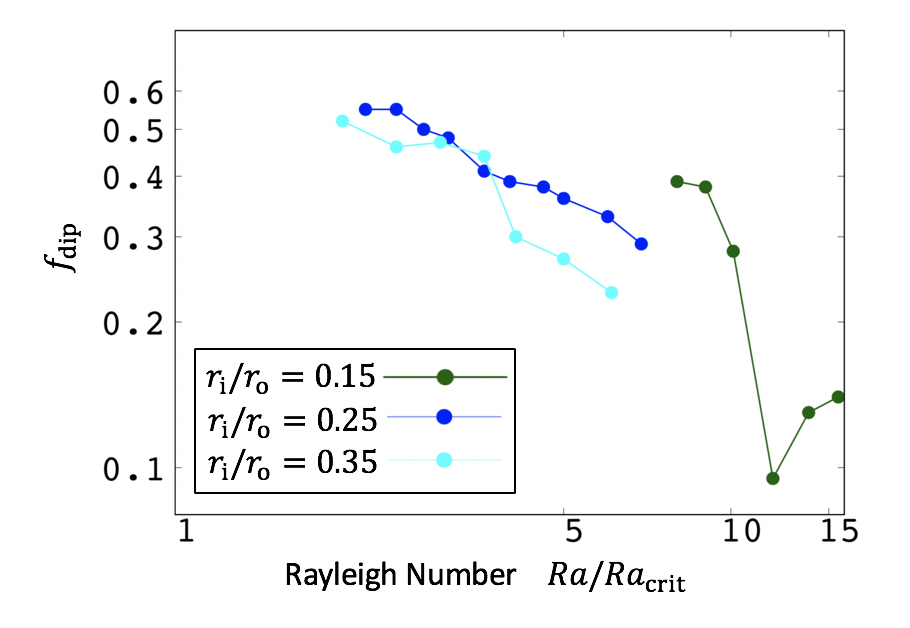 0.6
0.5
0.4
0.3
0.2
0.1
f_dip
r_i/r_o = 0.15
r_i/r_o = 0.25
r_i/r_o = 0.35
1 5 10 15
Rayleigh Number Ra/Ra_crit